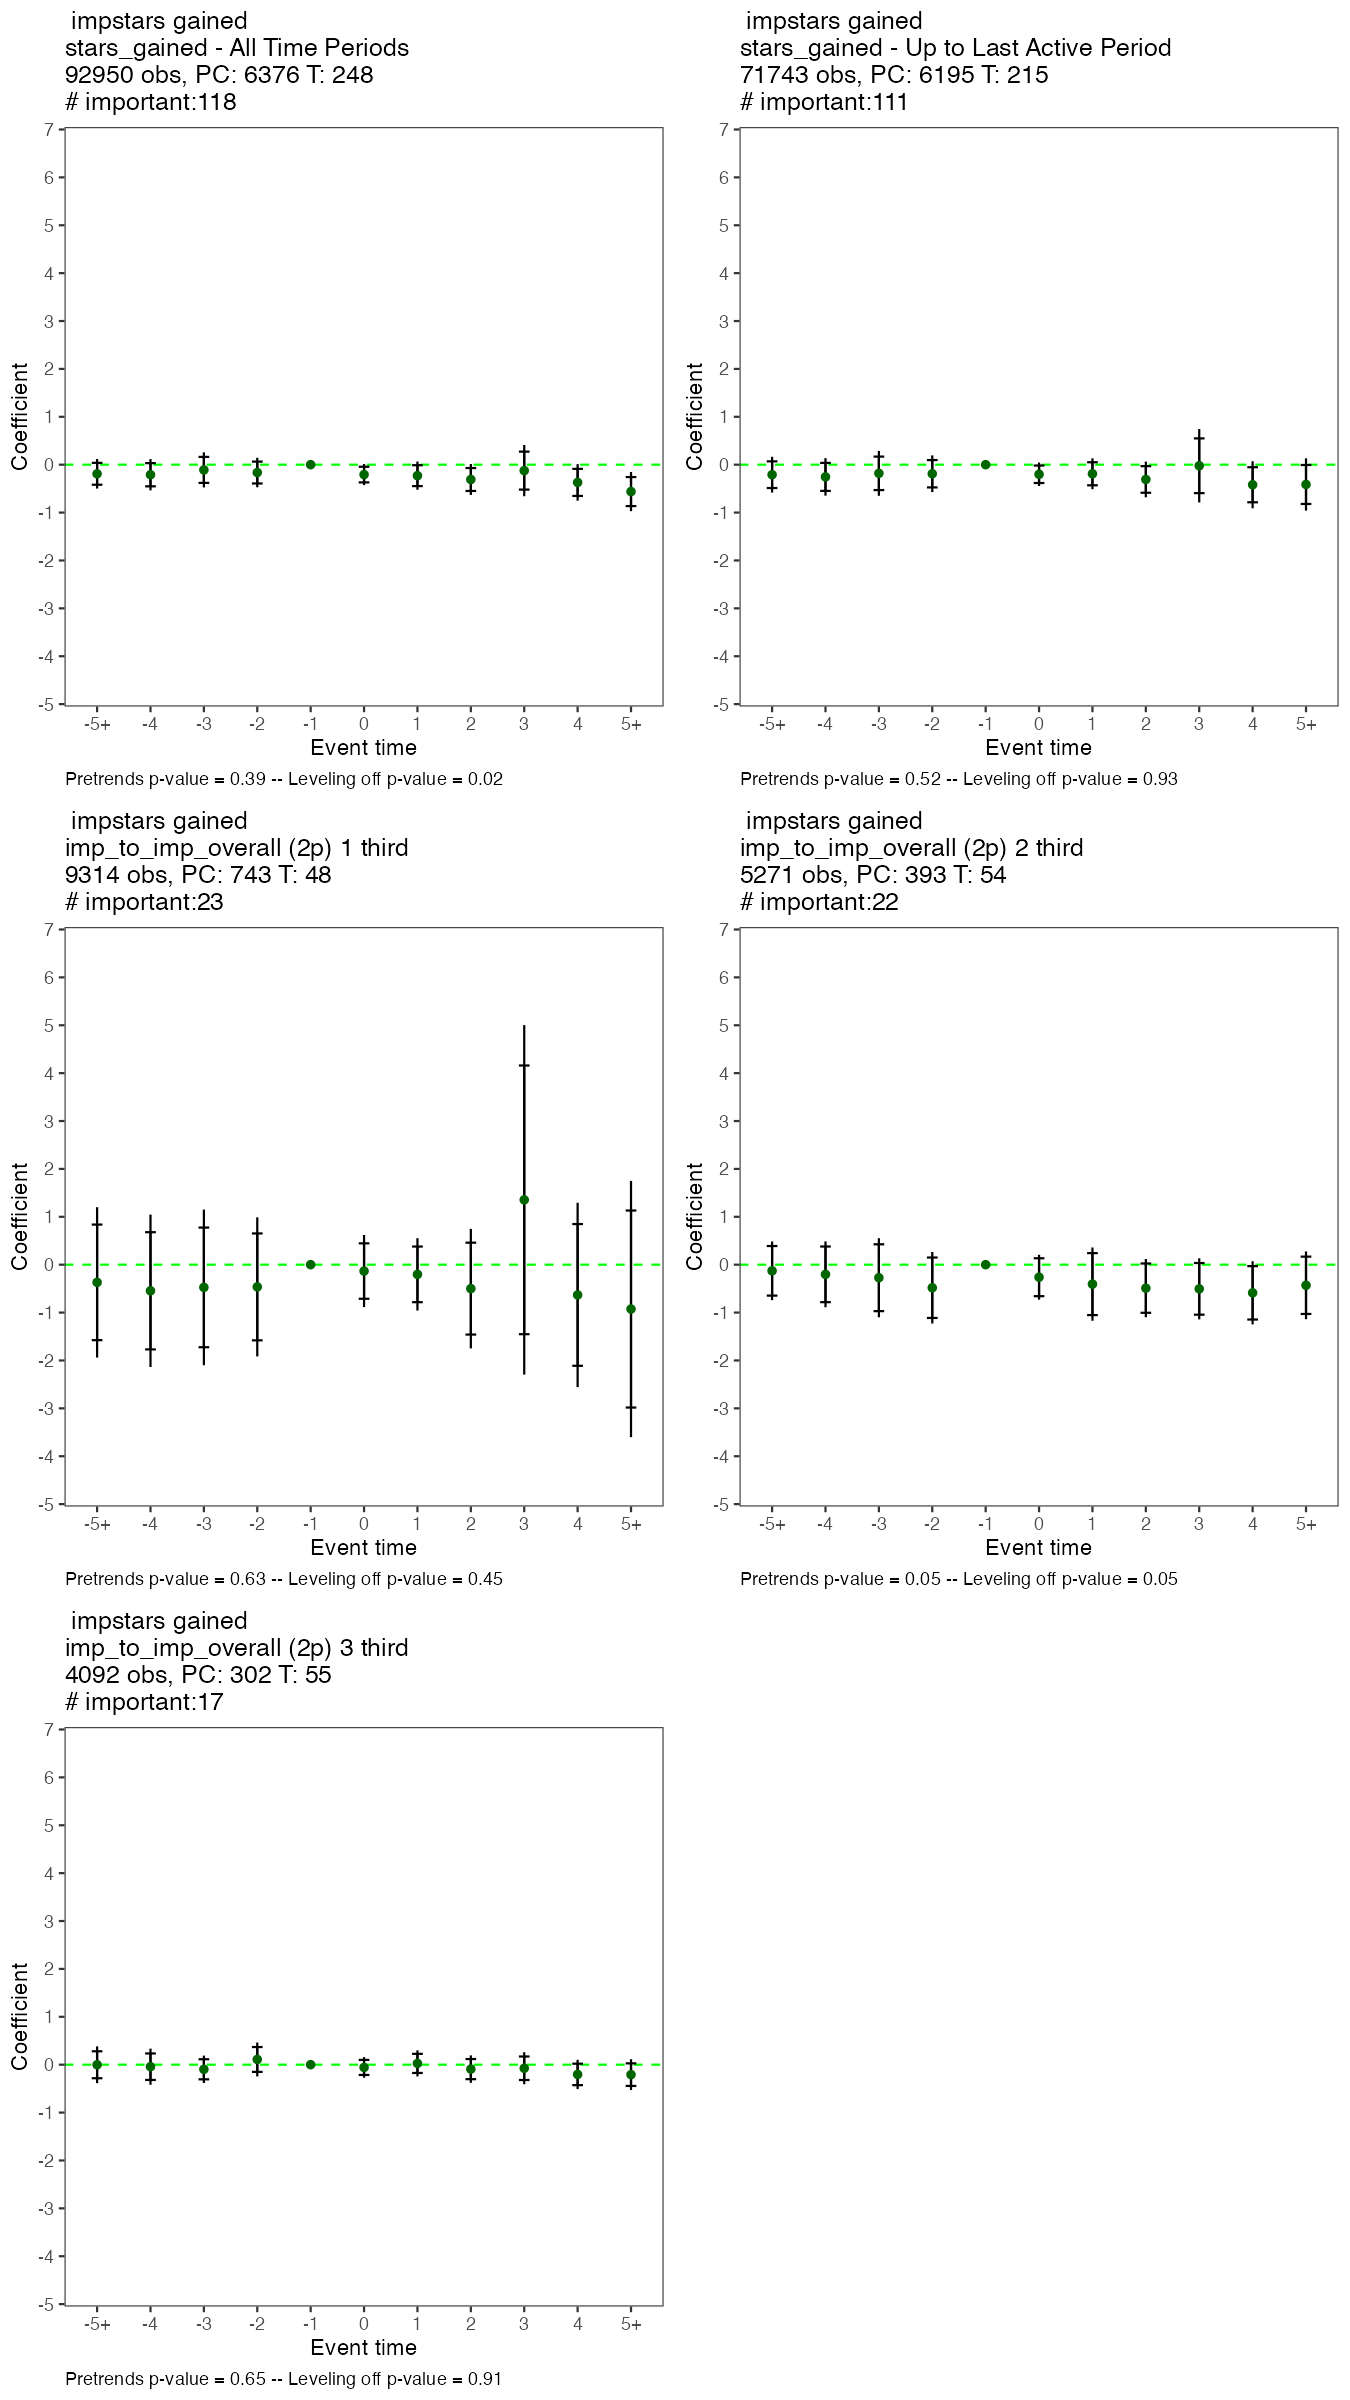 impstars gained
stars_gained - All Time Periods
92950 obs, PC: 6376 T: 248
# important:118
7
6
5
4
3
2
1
0
-1
-2
-3
-4
-5
Coefficient
-5+ -4 -3 -2 -1 0 1 2 3 4 5+
Event time
Pretrends p-value = 0.39 -- Leveling off p-value = 0.02
impstars gained
stars_gained - Up to Last Active Period
71743 obs, PC: 6195 T: 215
# important:111
7
6
5
4
3
2
1
0
-1
-2
-3
-4
-5
Coefficient
-5+ -4 -3 -2 -1 0 1 2 3 4 5+
Event time
Pretrends p-value = 0.52 -- Leveling off p-value = 0.93
impstars gained
imp_to_imp_overall (2p) 1 third
9314 obs, PC: 743 T: 48
# important:23
7
6
5
4
3
2
1
0
-1
-2
-3
-4
-5
Coefficient
-5+ -4 -3 -2 -1 0 1 2 3 4 5+
Event time
Pretrends p-value = 0.63 -- Leveling off p-value = 0.45
impstars gained
imp_to_imp_overall (2p) 2 third
5271 obs, PC: 393 T: 54
# important:22
7
6
5
4
3
2
1
0
-1
-2
-3
-4
-5
Coefficient
-5+ -4 -3 -2 -1 0 1 2 3 4 5+
Event time
Pretrends p-value = 0.05 -- Leveling off p-value = 0.05
impstars gained
imp_to_imp_overall (2p) 3 third
4092 obs, PC: 302 T: 55
# important:17
7
6
5
4
3
2
1
0
-1
-2
-3
-4
-5
Coefficient
-5+ -4 -3 -2 -1 0 1 2 3 4 5+
Event time
Pretrends p-value = 0.65 -- Leveling off p-value = 0.91